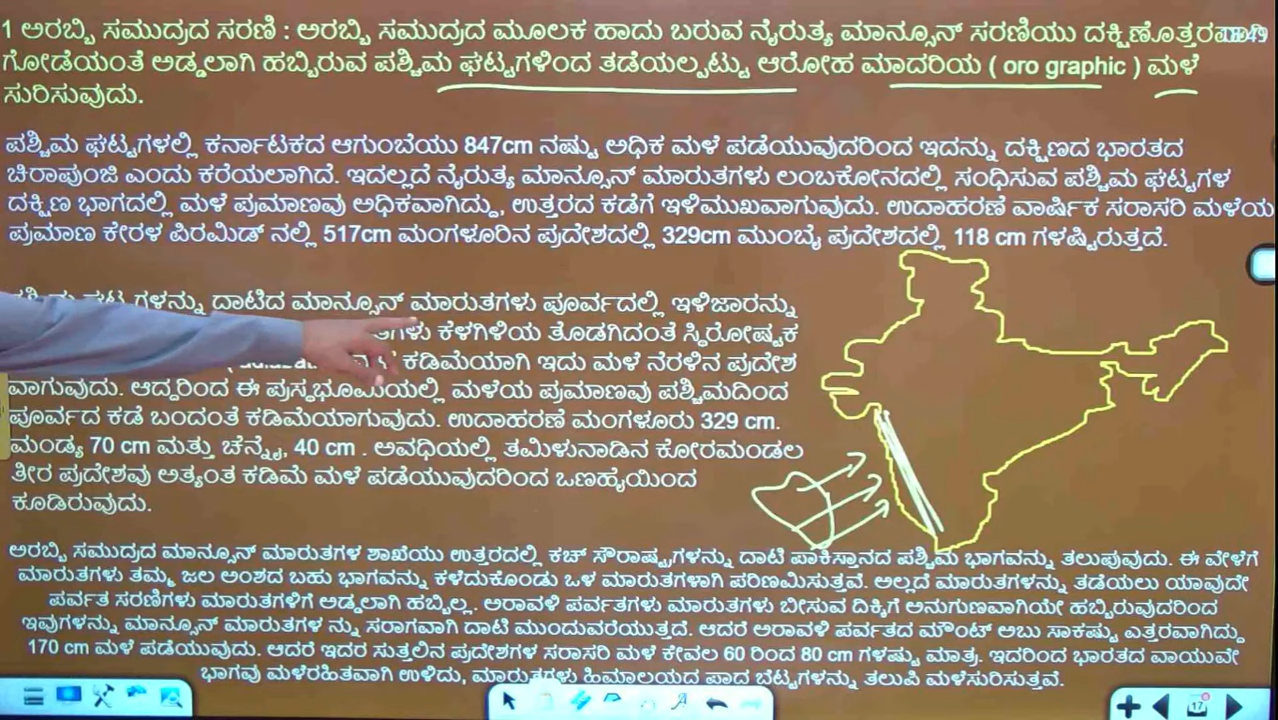 1 ಅರಬ್ಬಿ ಸಮುದ್ರದ ಸರಣಿ : ಅರಬ್ಬಿ ಸಮುದ್ರದ ಮೂಲಕ ಹಾದು ಬರುವ ನೈರುತ್ಯ ಮಾನ್ಸೂನ್ ಸರಣಿಯು ದಕ್ಷಿಣೊತ್ತರವಾಗಿ
ಗೋಡೆಯಂತೆ ಅಡ್ಡಲಾಗಿ ಹಬ್ಬಿರುವ ಪಶ್ಚಿಮ ಘಟ್ಟಗಳಿಂದ ತಡೆಯಲ್ಪಟ್ಟು ಆರೋಹ ಮಾದರಿಯ ( oro graphic ) ಮಳೆ
ಸುರಿಸುವುದು.
ಪಶ್ಚಿಮ ಘಟ್ಟಗಳಲ್ಲಿ ಕರ್ನಾಟಕದ ಆಗುಂಬೆಯು 847cm ನಷ್ಟು ಅಧಿಕ ಮಳೆ ಪಡೆಯುವುದರಿಂದ ಇದನ್ನು ದಕ್ಷಿಣದ ಭಾರತದ
ಚಿರಾಪುಂಜಿ ಎಂದು ಕರೆಯಲಾಗಿದೆ. ಇದಲ್ಲದೆ ನೈರುತ್ಯ ಮಾನ್ಸೂನ್ ಮಾರುತಗಳು ಲಂಬಕೋನದಲ್ಲಿ ಸಂಧಿಸುವ ಪಶ್ಚಿಮ ಘಟ್ಟಗಳ
ದಕ್ಷಿಣ ಭಾಗದಲ್ಲಿ ಮಳೆ ಪ್ರಮಾಣವು ಅಧಿಕವಾಗಿದ್ದು, ಉತ್ತರದ ಕಡೆಗೆ ಇಳಿಮುಖವಾಗುವುದು. ಉದಾಹರಣೆ ವಾರ್ಷಿಕ ಸರಾಸರಿ ಮಳೆಯ
ಪ್ರಮಾಣ ಕೇರಳ ಪಿರಮಿಡ್ ನಲ್ಲಿ 517cm ಮಂಗಳೂರಿನ ಪ್ರದೇಶದಲ್ಲಿ 329cm ಮುಂಬೈ ಪ್ರದೇಶದಲ್ಲಿ 118 cm ಗಳಷ್ಟಿರುತ್ತದೆ.
ದಾಟಿದ ಮಾನ್ಸೂನ್ ಮಾರುತಗಳು ಪೂರ್ವದಲ್ಲಿ ಇಳಿಜಾರನ್ನು
ಕೆಳಗಿಳಿಯ ತೊಡಗಿದಂತೆ ಸ್ಥಿರೋಷ್ಟಕ
ಕಡಿಮೆಯಾಗಿ ಇದು ಮಳೆ ನೆರಳಿನ ಪ್ರದೇಶ
ವಾಗುವುದು. ಆದ್ದರಿಂದ ಈ ಪ್ರಸ್ಥಭೂಮಿಯಲ್ಲಿ ಮಳೆಯ ಪ್ರಮಾಣವು ಪಶ್ಚಿಮದಿಂದ
ಪೂರ್ವದ ಕಡೆ ಬಂದಂತೆ ಕಡಿಮೆಯಾಗುವುದು. ಉದಾಹರಣೆ ಮಂಗಳೂರು 329 cm.
ಮಂಡ್ಯ 70 cm ಮತ್ತು ಚೆನ್ನೈ, 40 cm . ಅವಧಿಯಲ್ಲಿ ತಮಿಳುನಾಡಿನ ಕೋರಮಂಡಲ
ತೀರ ಪ್ರದೇಶವು ಅತ್ಯಂತ ಕಡಿಮೆ ಮಳೆ ಪಡೆಯುವುದರಿಂದ ಒಣಹೈಯಿಂದ
ಕೂಡಿರುವುದು.
ಅರಬ್ಬಿ ಸಮುದ್ರದ ಮಾನ್ಸೂನ್ ಮಾರುತಗಳ ಶಾಖೆಯು ಉತ್ತರದಲ್ಲಿ ಕಚ್ ಸೌರಾಷ್ಟ್ರಗಳನ್ನು ದಾಟಿ ಪಾಕಿಸ್ತಾನದ ಪಶ್ಚಿಮ ಭಾಗವನ್ನು ತಲುಪುವುದು. ಈ ವೇಳೆಗೆ
ಮಾರುತಗಳು ತಮ್ಮ ಜಲ ಅಂಶದ ಬಹು ಭಾಗವನ್ನು ಕಳೆದುಕೊಂಡು ಒಳ ಮಾರುತಗಳಾಗಿ ಪರಿಣಮಿಸುತ್ತವೆ. ಅಲ್ಲದೆ ಮಾರುತಗಳನ್ನು ತಡೆಯಲು ಯಾವುದೇ
ಪರ್ವತ ಸರಣಿಗಳು ಮಾರುತಗಳಿಗೆ ಅಡ್ಡಲಾಗಿ ಹಬ್ಬಿಲ್ಲ. ಅರಾವಳಿ ಪರ್ವತಗಳು ಮಾರುತಗಳು ಬೀಸುವ ದಿಕ್ಕಿಗೆ ಅನುಗುಣವಾಗಿಯೇ ಹಬ್ಬಿರುವುದರಿಂದ
ಇವುಗಳನ್ನು ಮಾನ್ಸೂನ್ ಮಾರುತಗಳ ನ್ನು ಸರಾಗವಾಗಿ ದಾಟಿ ಮುಂದುವರೆಯುತ್ತದೆ. ಆದರೆ ಅರಾವಳಿ ಪರ್ವತದ ಮೌಂಟ್ ಅಬು ಸಾಕಷ್ಟು ಎತ್ತರವಾಗಿದ್ದು
170 cm ಮಳೆ ಪಡೆಯುವುದು. ಆದರೆ ಇದರ ಸುತ್ತಲಿನ ಪ್ರದೇಶಗಳ ಸರಾಸರಿ ಮಳೆ ಕೇವಲ 60 ರಿಂದ 80 cm ಗಳಷ್ಟು ಮಾತ್ರ. ಇದರಿಂದ ಭಾರತದ ವಾಯುವೇ
ಭಾಗವು ಮಳೆರಹಿತವಾಗಿ ಉಳಿದು, ಮಾರುತಗಳು ಹಿಮಾಲಯದ ಪಾದ ಬೆಟ್ಟಗಳನ್ನು ತಲುಪಿ ಮಳೆಸುರಿಸುತ್ತವೆ.
17